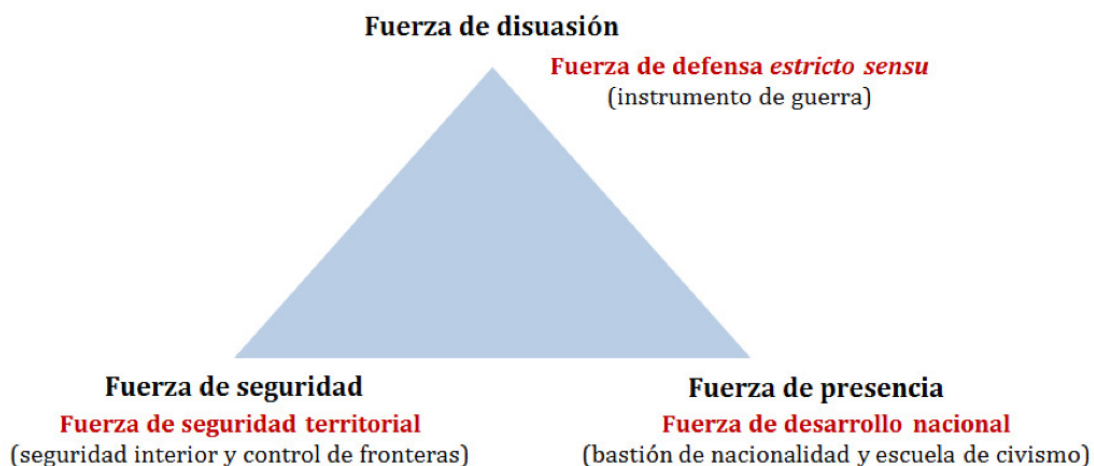 Fuerza de disuasión
Fuerza de defensa estricto sensu
(instrumento de guerra)
Fuerza de seguridad
Fuerza de seguridad territorial
(seguridad interior y control de fronteras)
Fuerza de presencia
Fuerza de desarrollo nacional
(bastión de nacionalidad y escuela de civismo)